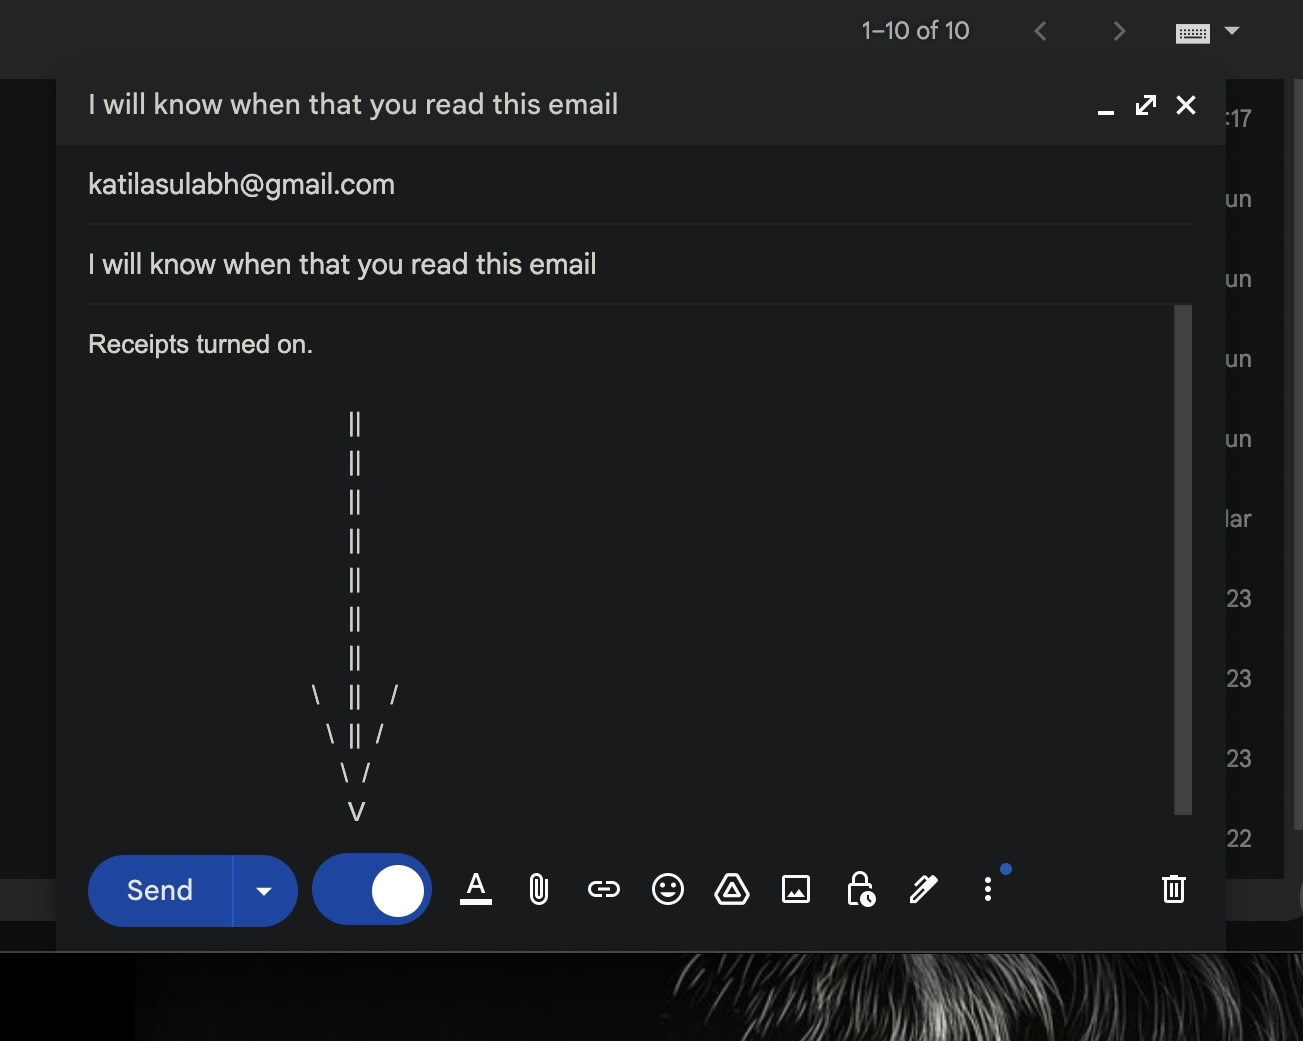 1–10 of 10
I will know when that you read this email
:17
katilasulabh@gmail.com
un
I will know when that you read this email
un
Receipts turned on.
un
||
un
||
||
lar
||
||
23
||
||
\ || /
23
\ || /
23
\ /
V
22
Send
A